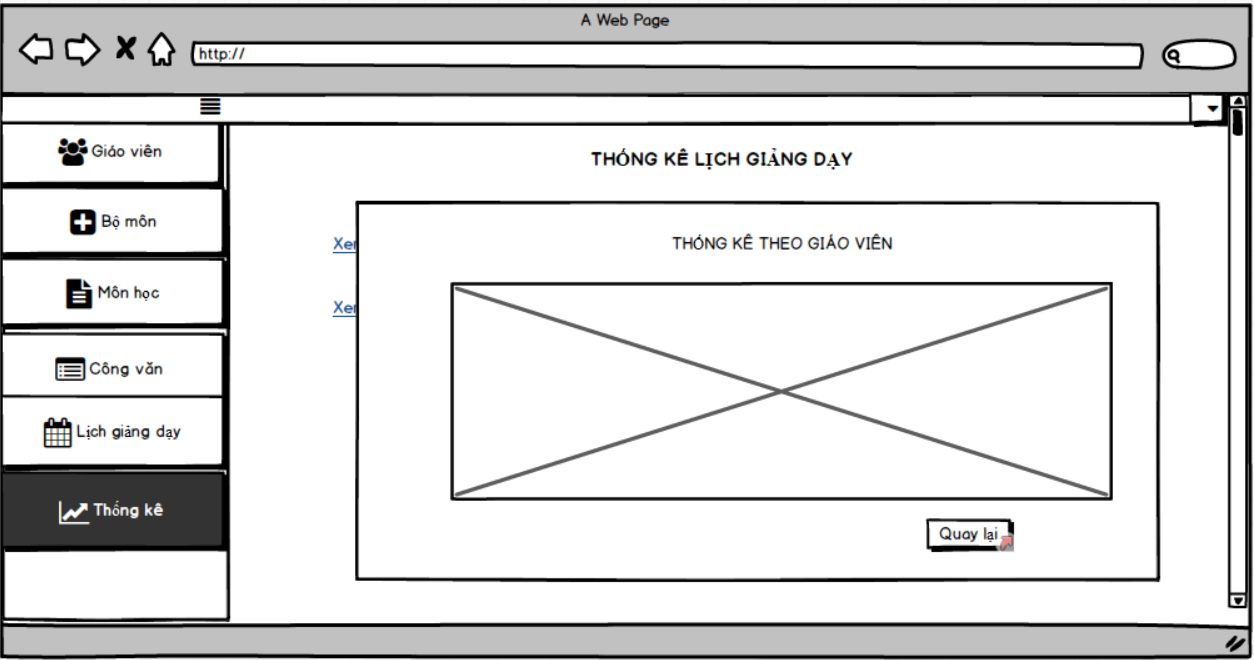 A Web Page
http://
Giáo viên
Bộ môn
Môn học
Công văn
Lịch giảng dạy
Thống kê
THỐNG KÊ LỊCH GIẢNG DẠY
THỐNG KÊ THEO GIÁO VIÊN
Quay lại